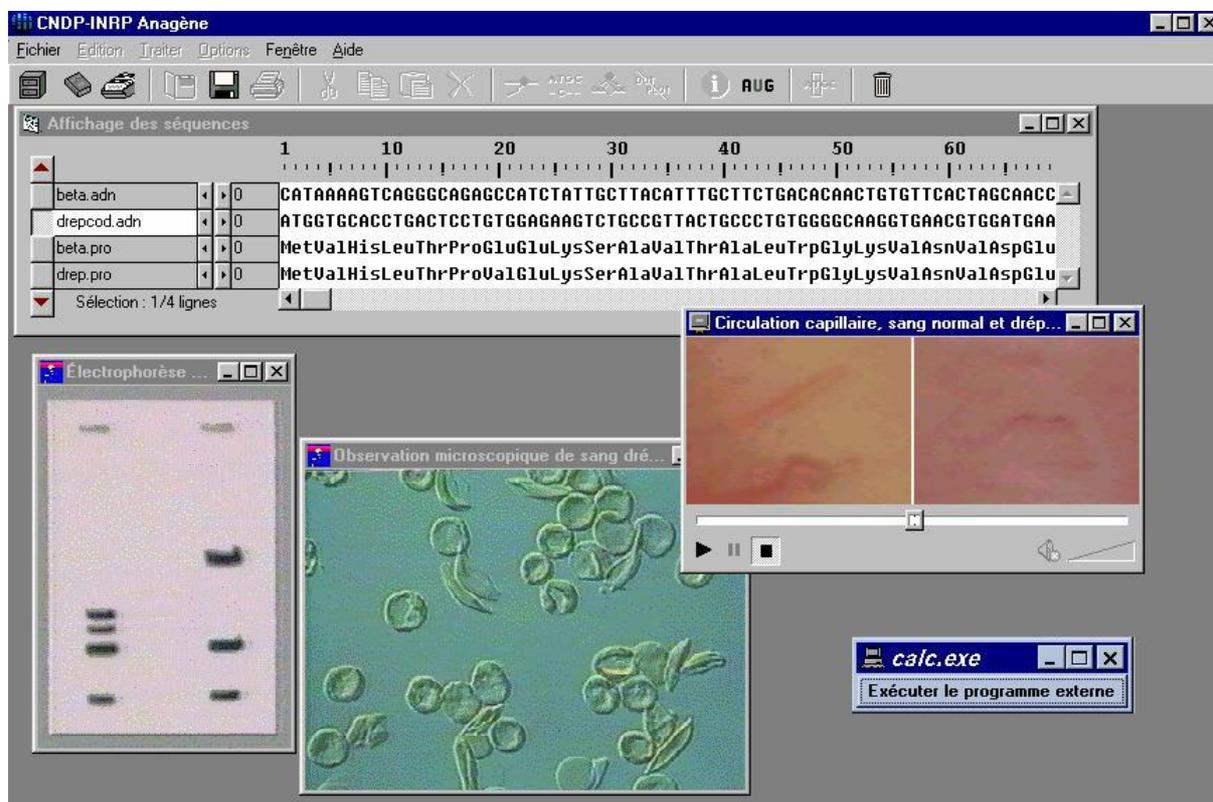 CNDP-INRP Anagène
Fichier Edition Traiter Options Fenêtre Aide
AUG
Affichage des séquences
1 10 20 30 40 50 60
beta.adn 0 CATAAAAGTCAGGGCAGAGCCATCTATTGCTTACATTTGCTTCTGACACAACTGTGTTCACTAGCAACC
drepcod.adn 0 ATGGTGCACCTGACTCCTGTGGAGAAGTCTGCCGTTACTGCCCTGTGGGGCAAGGTGAACGTGGATGAA
beta.pro 0 MetValHisLeuThrProGluGluLysSerAlaValThrAlaLeuTrpGlyLysValAsnValAspGlu
drep.pro 0 MetValHisLeuThrProValGluLysSerAlaValThrAlaLeuTrpGlyLysValAsnValAspGlu
Sélection : 1/4 lignes
Circulation capillaire, sang normal et drép...
Électrophorèse ...
Observation microscopique de sang dré...
calc.exe
Exécuter le programme externe